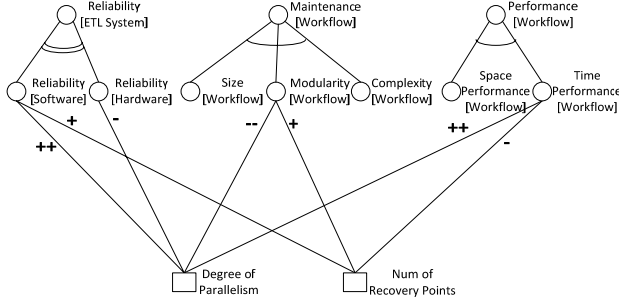 Reliability
[ETL System]
Maintenance
[Workflow]
Performance
[Workflow]
Reliability
[Software]
Reliability
[Hardware]
Size
[Workflow]
Modularity
[Workflow]
Complexity
[Workflow]
Space
Performance
[Workflow]
Time
Performance
[Workflow]
+
-
++
--
+
++
-
Degree of
Parallelism
Num of
Recovery Points